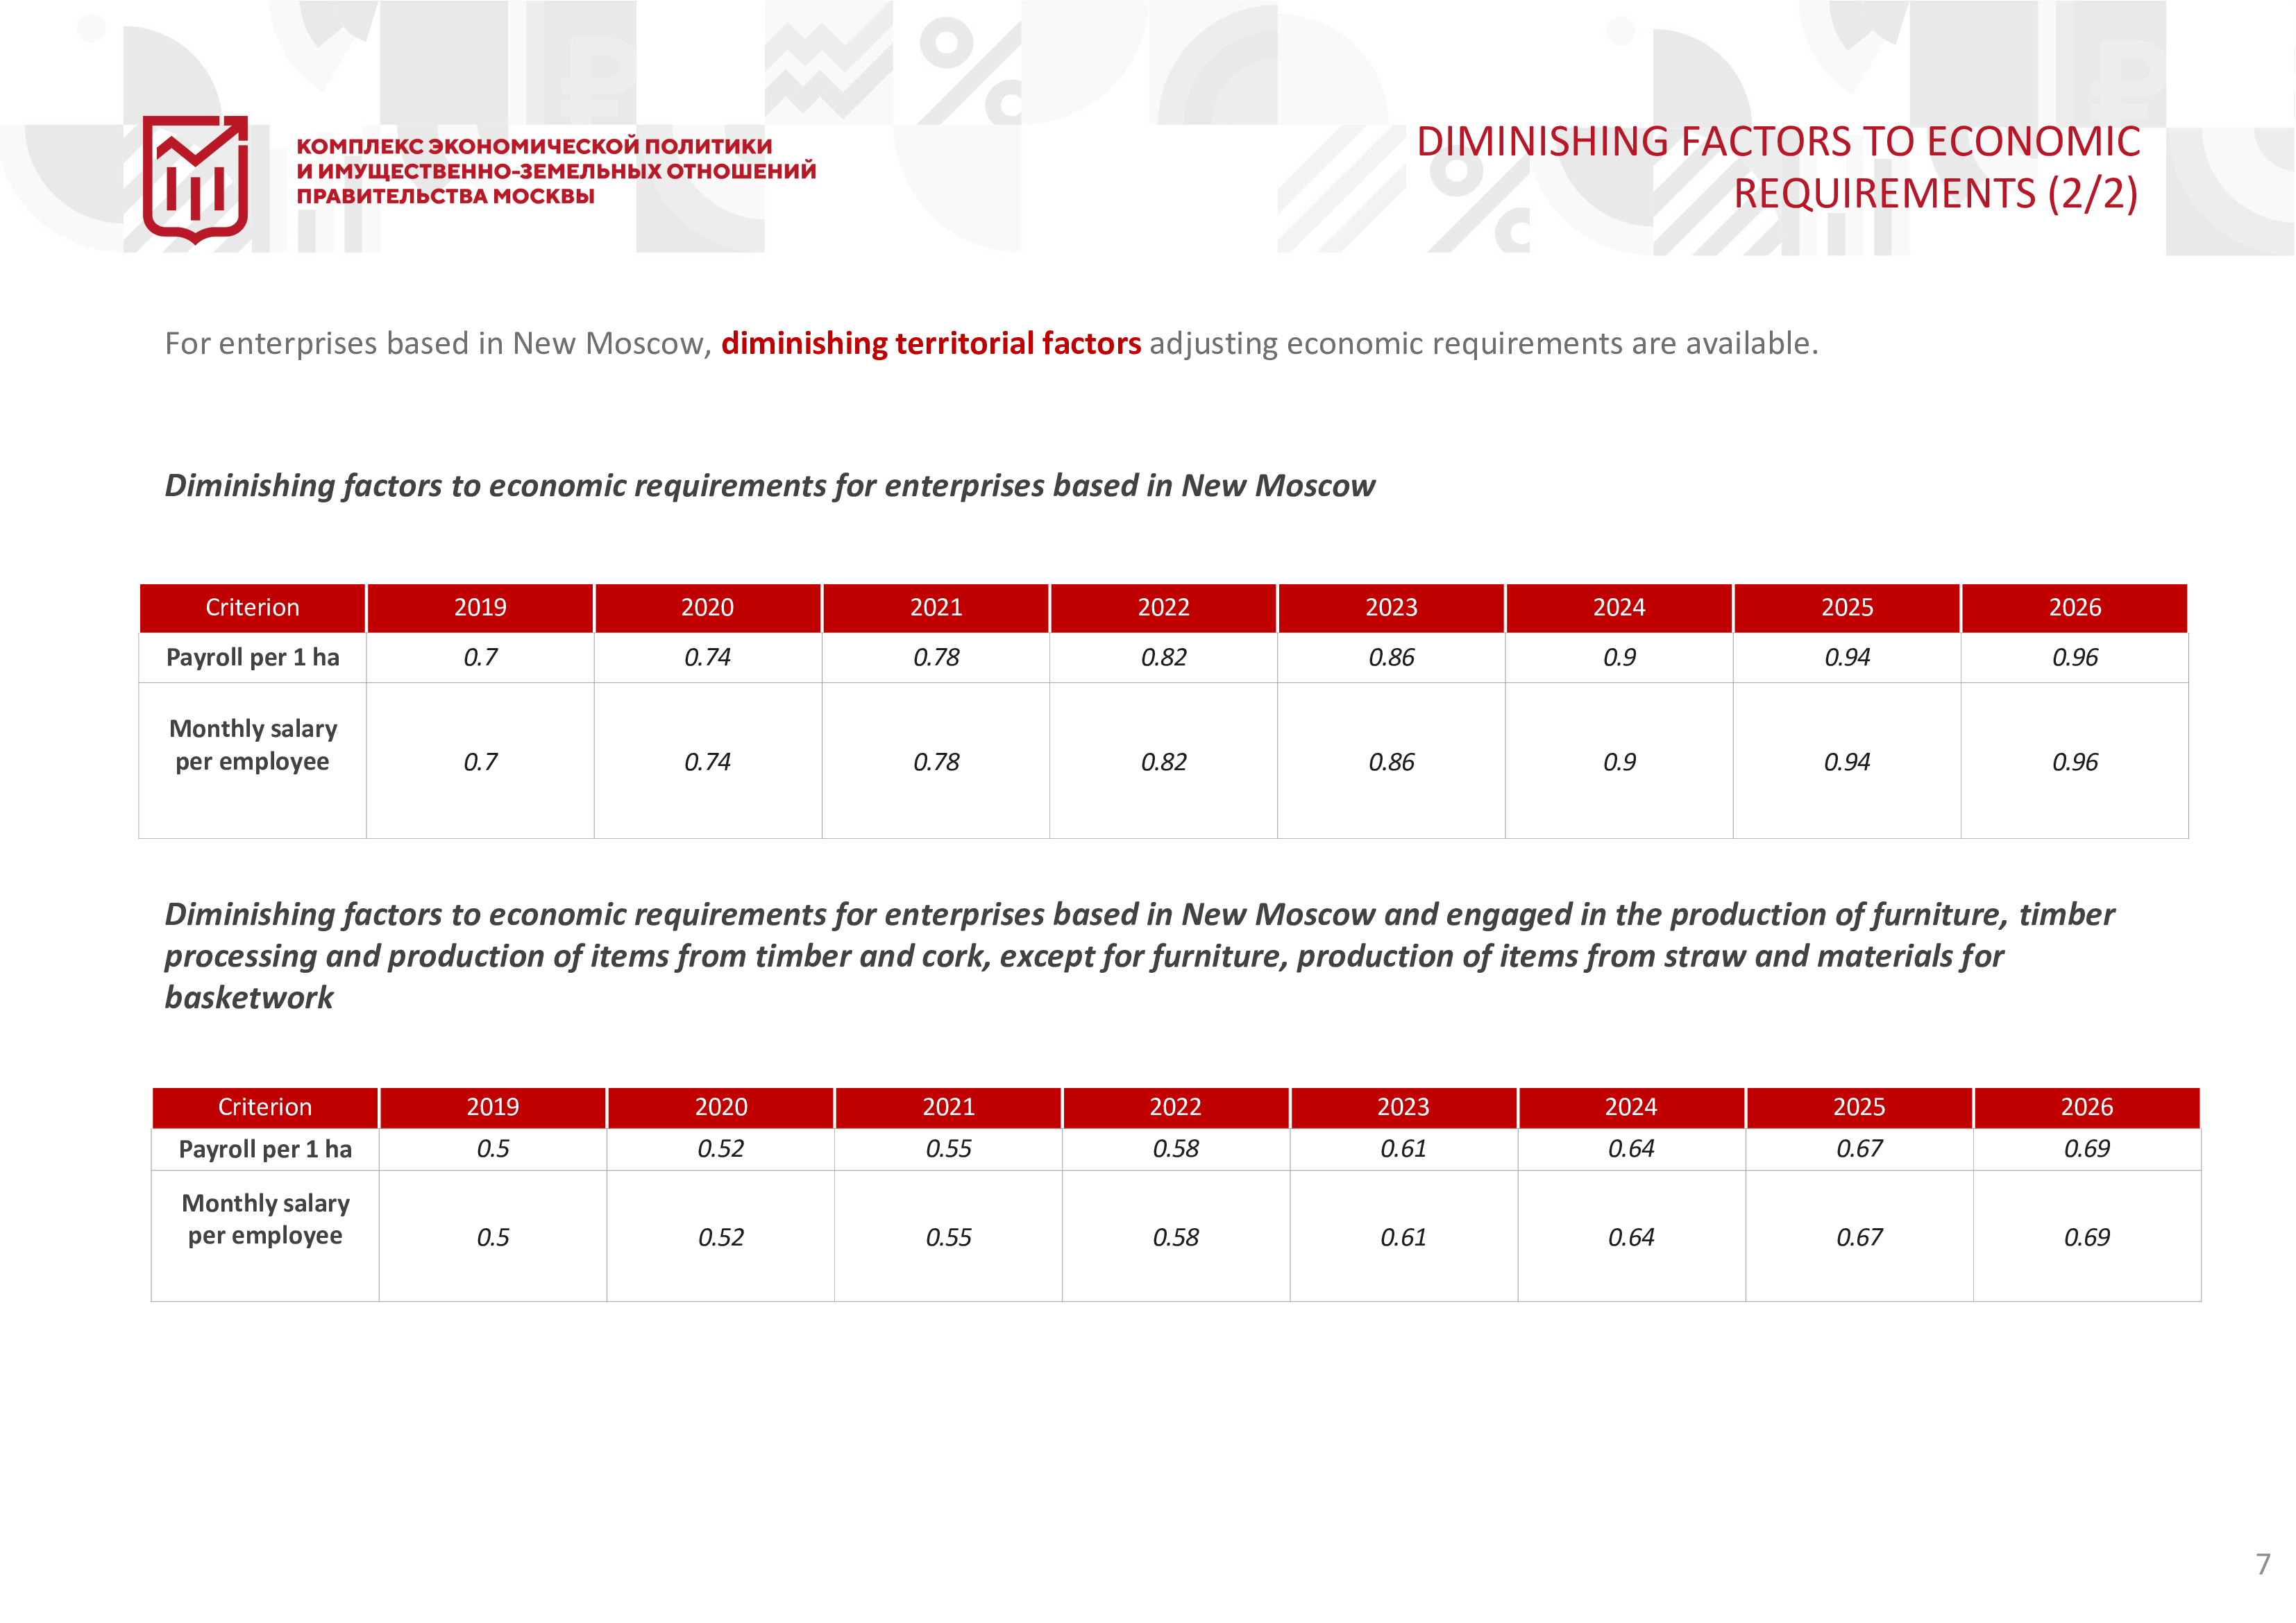 КОМПЛЕКС ЭКОНОМИЧЕСКОЙ ПОЛИТИКИ
И ИМУЩЕСТВЕННО-ЗЕМЕЛЬНЫХ ОТНОШЕНИЙ
ПРАВИТЕЛЬСТВА МОСКВЫ
DIMINISHING FACTORS TO ECONOMIC
REQUIREMENTS (2/2)
For enterprises based in New Moscow, diminishing territorial factors adjusting economic requirements are available.
Diminishing factors to economic requirements for enterprises based in New Moscow
Criterion 2019 2020 2021 2022 2023 2024 2025 2026
Payroll per 1 ha 0.7 0.74 0.78 0.82 0.86 0.9 0.94 0.96
Monthly salary
per employee 0.7 0.74 0.78 0.82 0.86 0.9 0.94 0.96
Diminishing factors to economic requirements for enterprises based in New Moscow and engaged in the production of furniture, timber
processing and production of items from timber and cork, except for furniture, production of items from straw and materials for
basketwork
Criterion 2019 2020 2021 2022 2023 2024 2025 2026
Payroll per 1 ha 0.5 0.52 0.55 0.58 0.61 0.64 0.67 0.69
Monthly salary
per employee 0.5 0.52 0.55 0.58 0.61 0.64 0.67 0.69
7